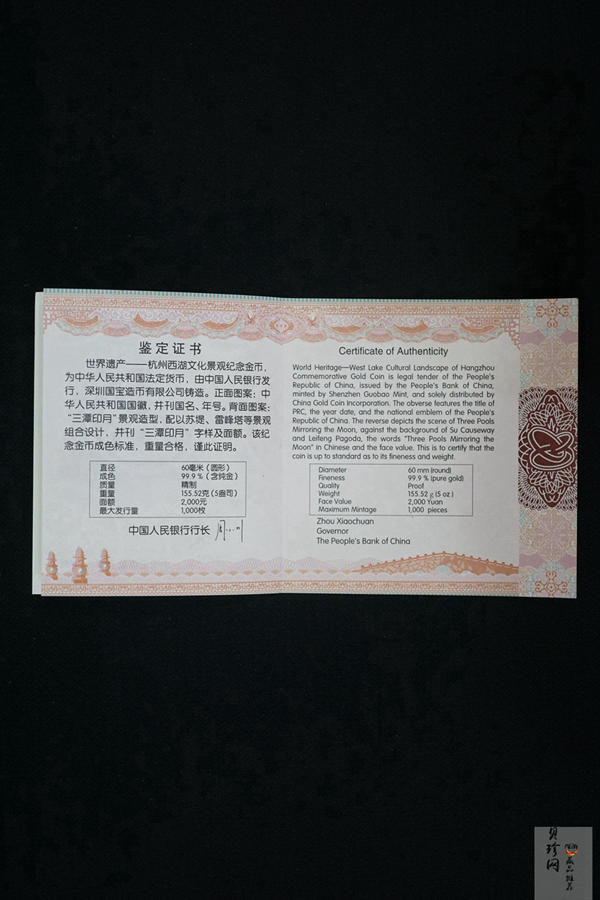 鉴定证书
世界遗产——杭州西湖文化景观纪念金币，
为中华人民共和国法定货币，由中国人民银行发
行，深圳国宝造币有限公司铸造。正面图案：中
华人民共和国国徽，并刊国名、年号。背面图案：
“三潭印月”景观造型，配以苏堤、雷峰塔等景观
组合设计，并刊“三潭印月”字样及面额。该纪
念金币成色标准，重量合格，谨此证明。
直径 60毫米（圆形）
成色 99.9％（含纯金）
质量 精制
重量 155.52克（5盎司）
面额 2,000元
最大发行量 1,000枚
中国人民银行行长
Certificate of Authenticity
World Heritage—West Lake Cultural Landscape of Hangzhou
Commemorative Gold Coin is legal tender of the People's
Republic of China, issued by the People's Bank of China,
minted by Shenzhen Guobao Mint, and solely distributed by
China Gold Coin Incorporation. The obverse features the title of
PRC, the year date, and the national emblem of the People's
Republic of China. The reverse depicts the scene of Three Pools
Mirroring the Moon, against the background of Su Causeway
and Leifeng Pagoda, the words "Three Pools Mirroring the
Moon" in Chinese and the face value. This is to certify that the
coin is up to standard as to its fineness and weight.
Diameter 60 mm (round)
Fineness 99.9 % (pure gold)
Quality Proof
Weight 155.52 g (5 oz.)
Face Value 2,000 Yuan
Maximum Mintage 1,000 pieces
Zhou Xiaochuan
Governor
The People's Bank of China
贝珍网
藏品推荐